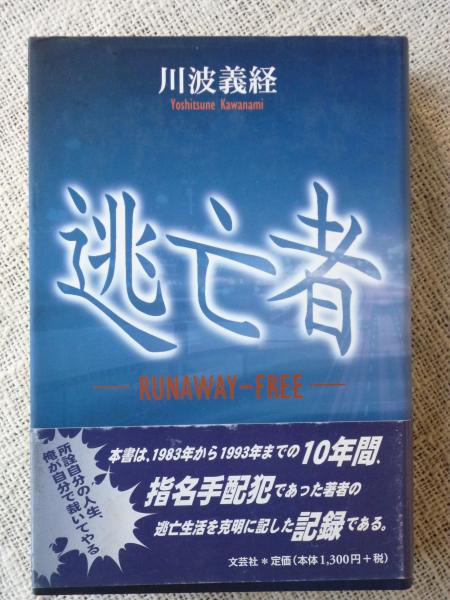 川波義経
Yoshitsune Kawanami
逃亡者
RUNAWAY-FREE
所詮自分の人生、
俺が自分で裁いてやる
本書は、1983年から1993年までの10年間、
指名手配犯であった著者の
逃亡生活を克明に記した記録である。
文芸社*定価(本体1,300円+税)